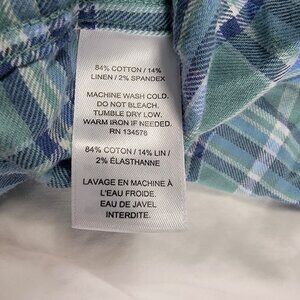 84% COTTON / 14%
LINEN / 2% SPANDEX
MACHINE WASH COLD.
DO NOT BLEACH.
TUMBLE DRY LOW.
WARM IRON IF NEEDED.
RN 134576
84% COTON / 14% LIN /
2% ÉLASTHANNE
LAVAGE EN MACHINE À
L'EAU FROIDE
EAU DE JAVEL
INTERDITE.